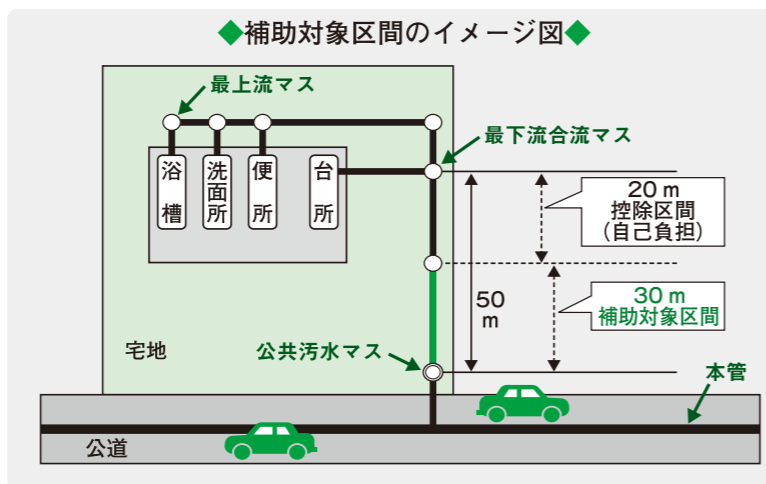 ◆補助対象区間のイメージ図◆
最上流マス
最下流合流マス
浴槽
洗面所
便所
台所
20 m
控除区間
(自己負担)
50
m
30 m
補助対象区間
宅地
公共汚水マス
本管
公道